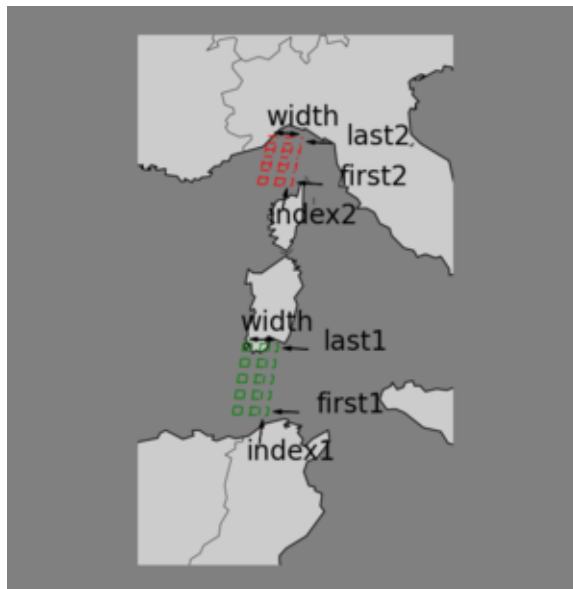 width
last2
first2
index2
width
last1
first1
index1